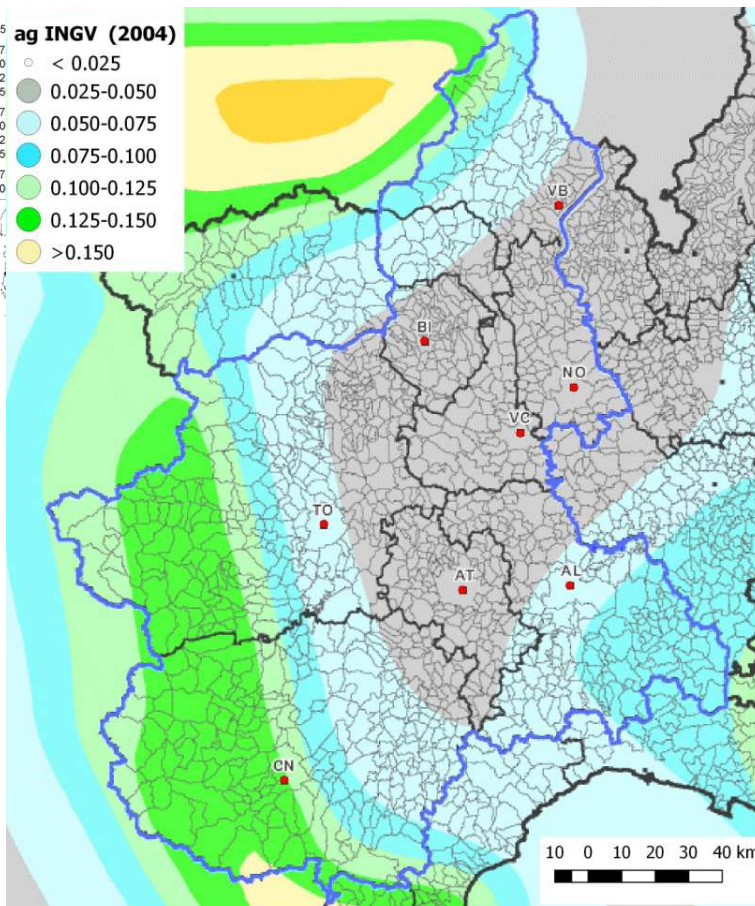 ag INGV (2004)
< 0.025
0.025-0.050
0.050-0.075
0.075-0.100
0.100-0.125
0.125-0.150
>0.150
VB
BI
NO
VC
TO
AT
AL
CN
10 0 10 20 30 40 km